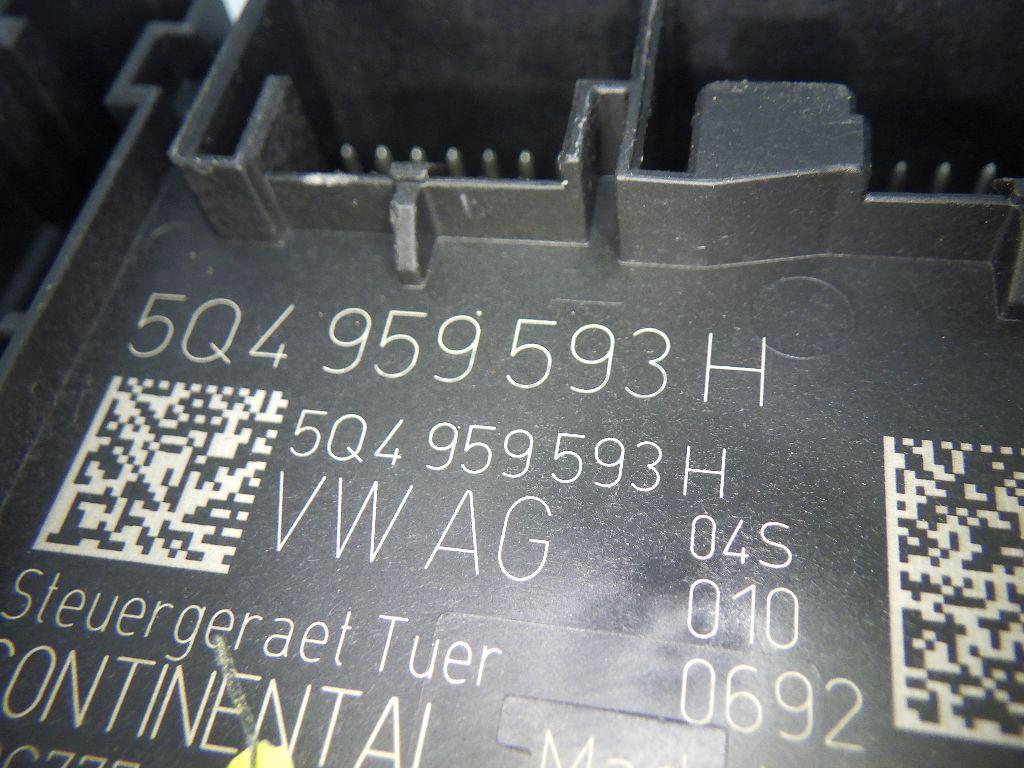 5Q4 959 593 H
5Q4 959 593 H
VW AG
04S
010
Steuergeraet Tuer
0692
CONTINENTAL